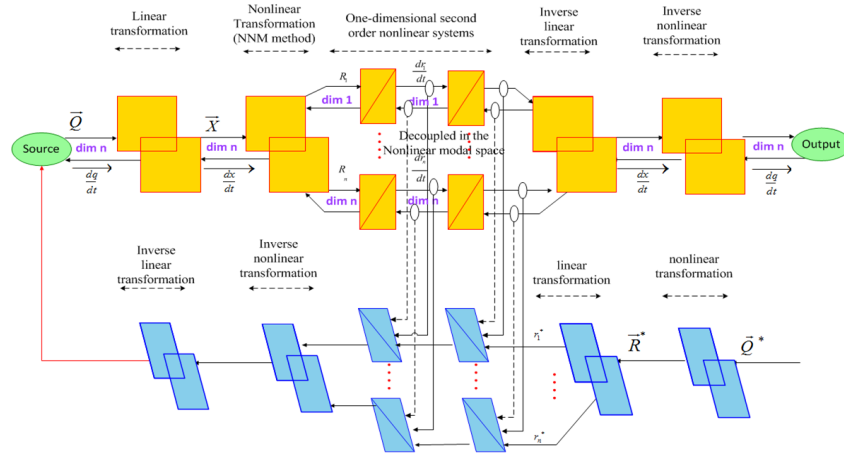 Linear
transformation
Nonlinear
Transformation
(NNM method)
One-dimensional second
order nonlinear systems
Inverse
linear
transformation
Inverse
nonlinear
transformation
Q
dim n
Source
dq
dt
X
dim n
dx
dt
R₁
dim 1
dr₁
dt
dim 1
Decoupled in the
Nonlinear modal space
Rₙ
dim n
drₙ
dt
dim n
dim n
dx
dt
dim n
dq
dt
Output
Inverse
linear
transformation
Inverse
nonlinear
transformation
linear
transformation
nonlinear
transformation
r₁*
rₙ*
R*
Q*